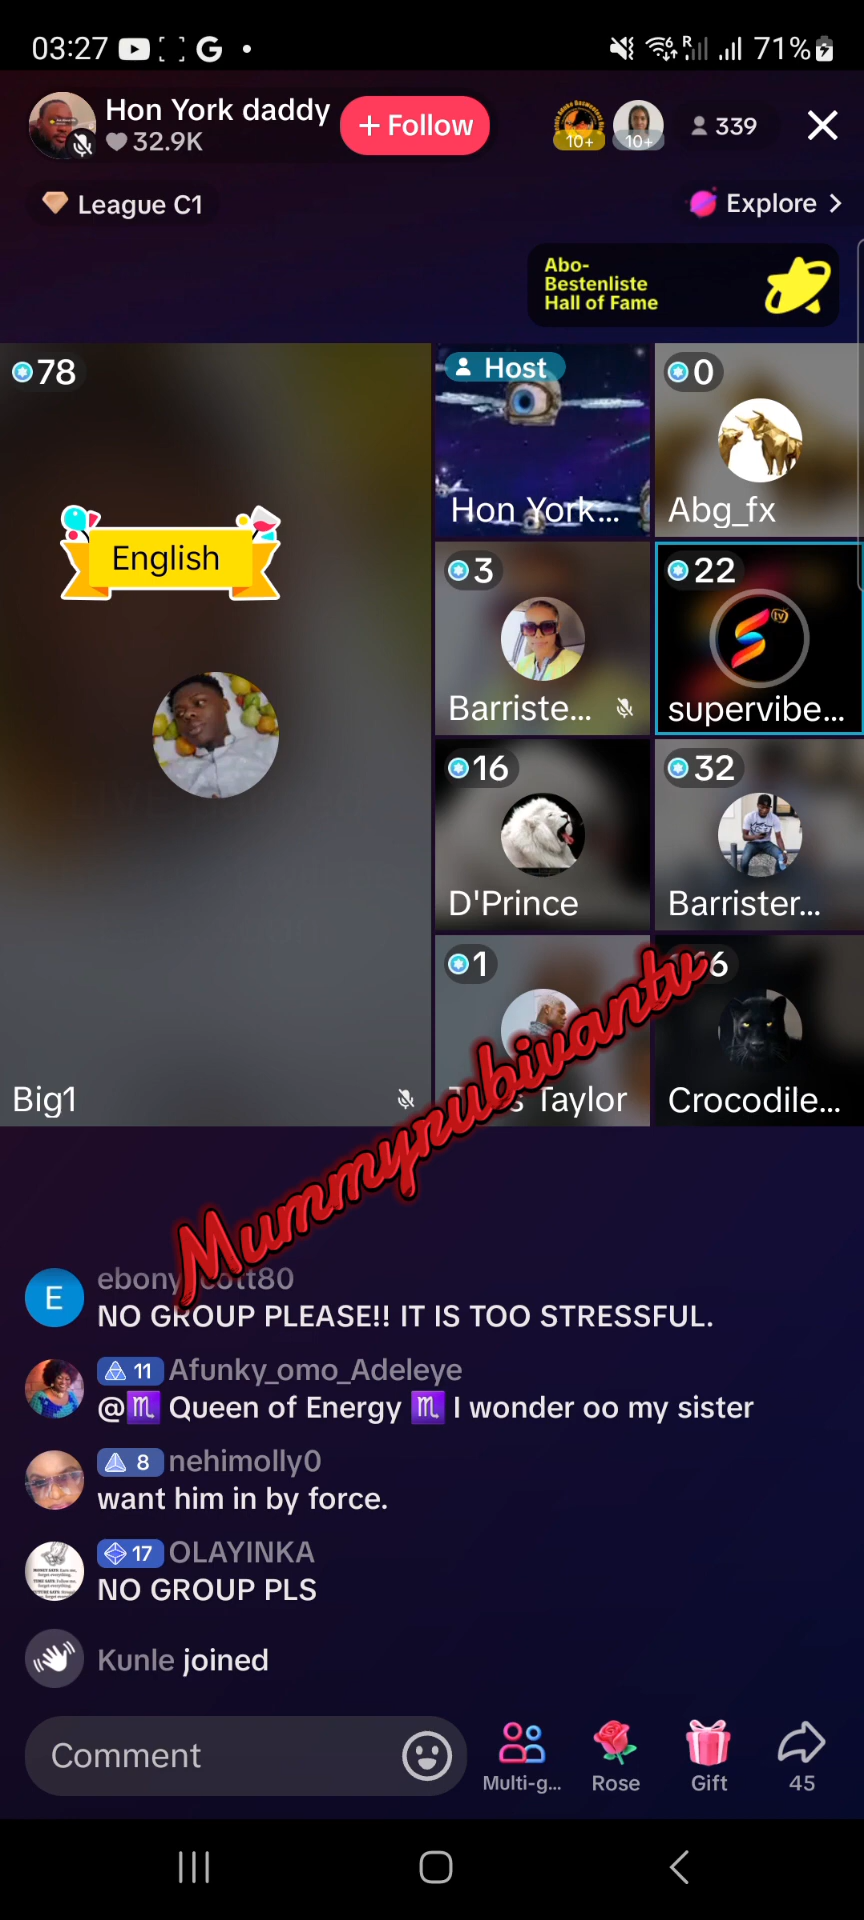 03:27
71%
Hon York daddy
32.9K
+ Follow
10+
10+
339
League C1
Explore
Abo-
Bestenliste
Hall of Fame
78
English
Big1
Host
Hon York...
0
Abg_fx
3
Barriste...
22
tv
supervibe...
16
D'Prince
32
Barrister...
1
Taylor
6
Crocodile...
Mummyrubivantv
NO GROUP PLEASE!! IT IS TOO STRESSFUL.
11 Afunky_omo_Adeleye
@♏ Queen of Energy ♏ I wonder oo my sister
8 nehimolly0
want him in by force.
17 OLAYINKA
NO GROUP PLS
Kunle joined
Comment
Multi-g...
Rose
Gift
45